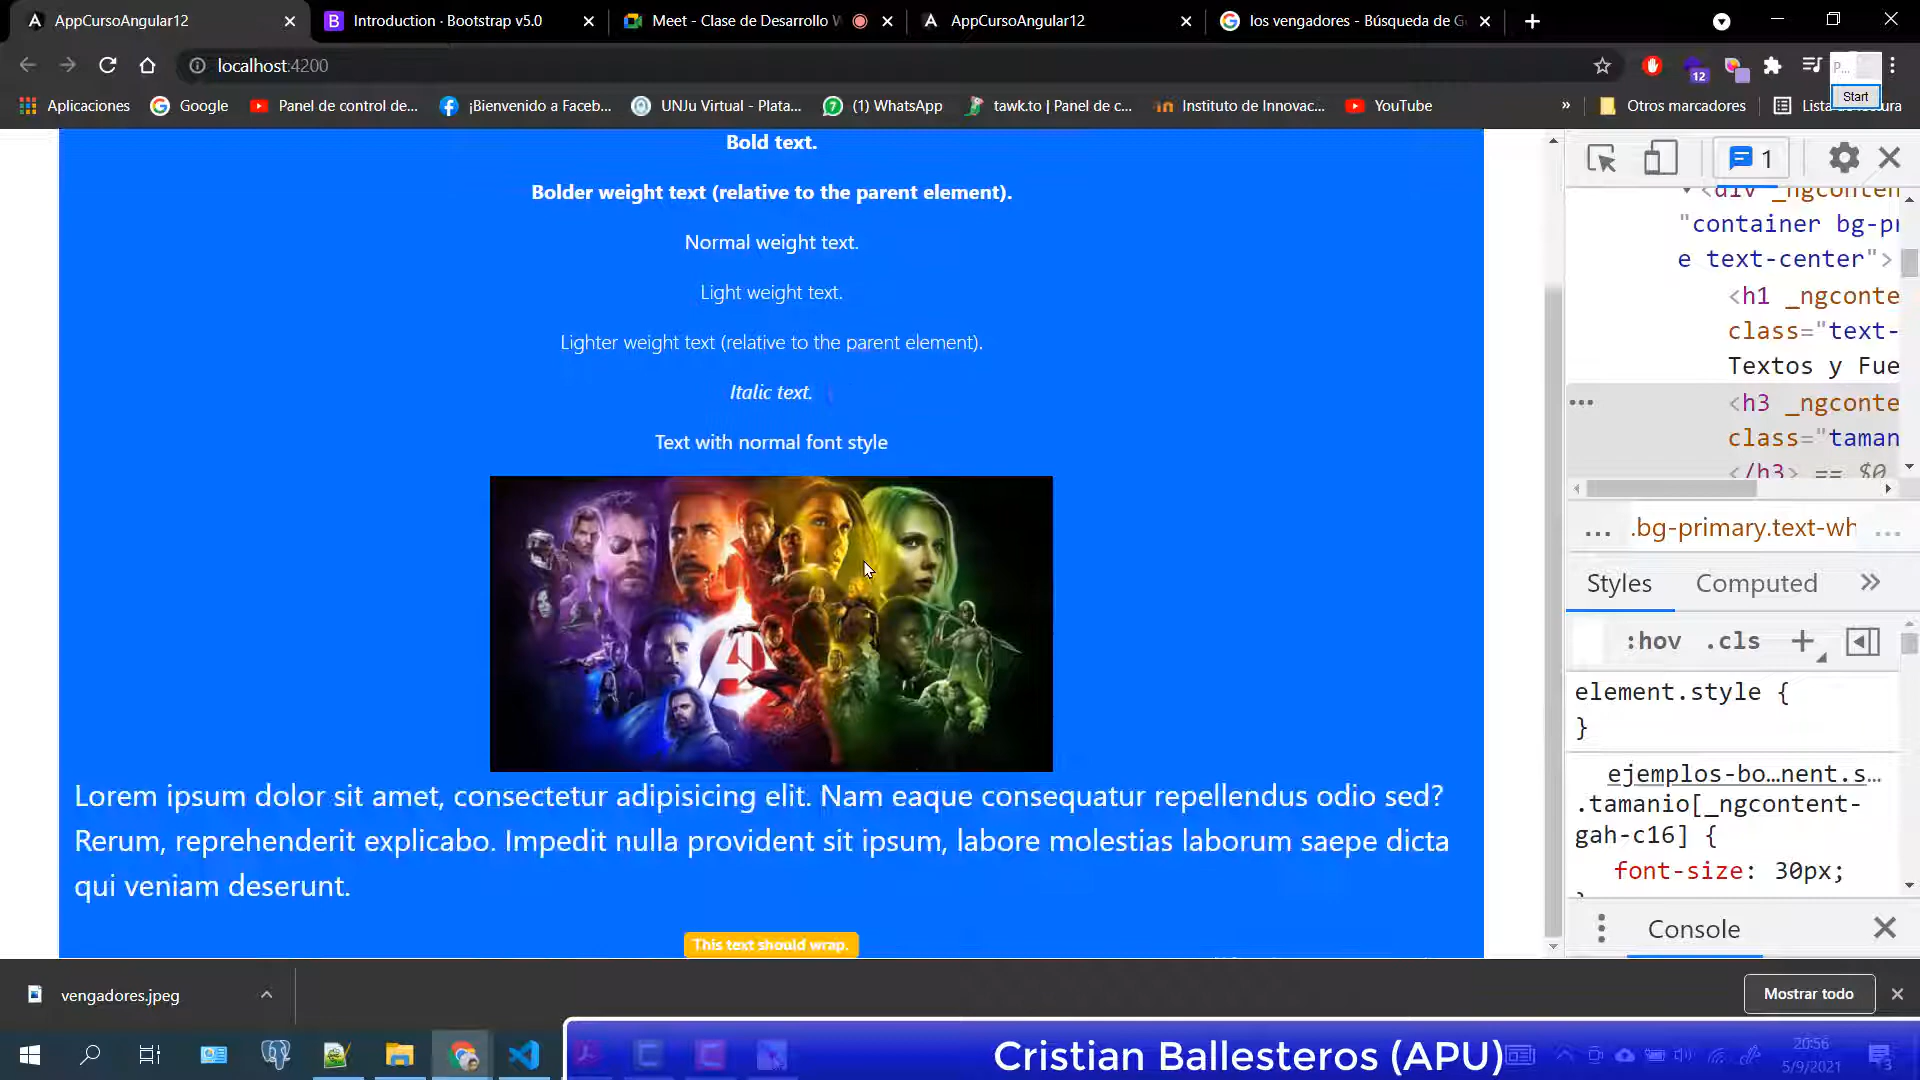 AppCursoAngular12
Introduction · Bootstrap v5.0
Meet - Clase de Desarrollo W
AppCursoAngular12
los vengadores - Búsqueda de G
localhost:4200
12
P...
Start
Aplicaciones
Google
Panel de control de...
¡Bienvenido a Faceb...
UNJu Virtual - Plata...
(1) WhatsApp
tawk.to | Panel de c...
Instituto de Innovac...
YouTube
»
Otros marcadores
Bold text.
Bolder weight text (relative to the parent element).
Normal weight text.
Light weight text.
Lighter weight text (relative to the parent element).
Italic text.
Text with normal font style
Lorem ipsum dolor sit amet, consectetur adipisicing elit. Nam eaque consequatur repellendus odio sed?
Rerum, reprehenderit explicabo. Impedit nulla provident sit ipsum, labore molestias laborum saepe dicta
qui veniam deserunt.
This text should wrap.
1
<div _ngconten
"container bg-pr
e text-center">
<h1 _ngconte
class="text-
Textos y Fue
<h3 _ngconte
class="taman
</h3> == $0
... .bg-primary.text-wh ...
Styles Computed »
:hov .cls +
element.style {
}
ejemplos-bo…nent.s…
.tamanio[_ngcontent-
gah-c16] {
font-size: 30px;
Console
vengadores.jpeg
Mostrar todo
Cristian Ballesteros (APU)
20:56
5/9/2021
3